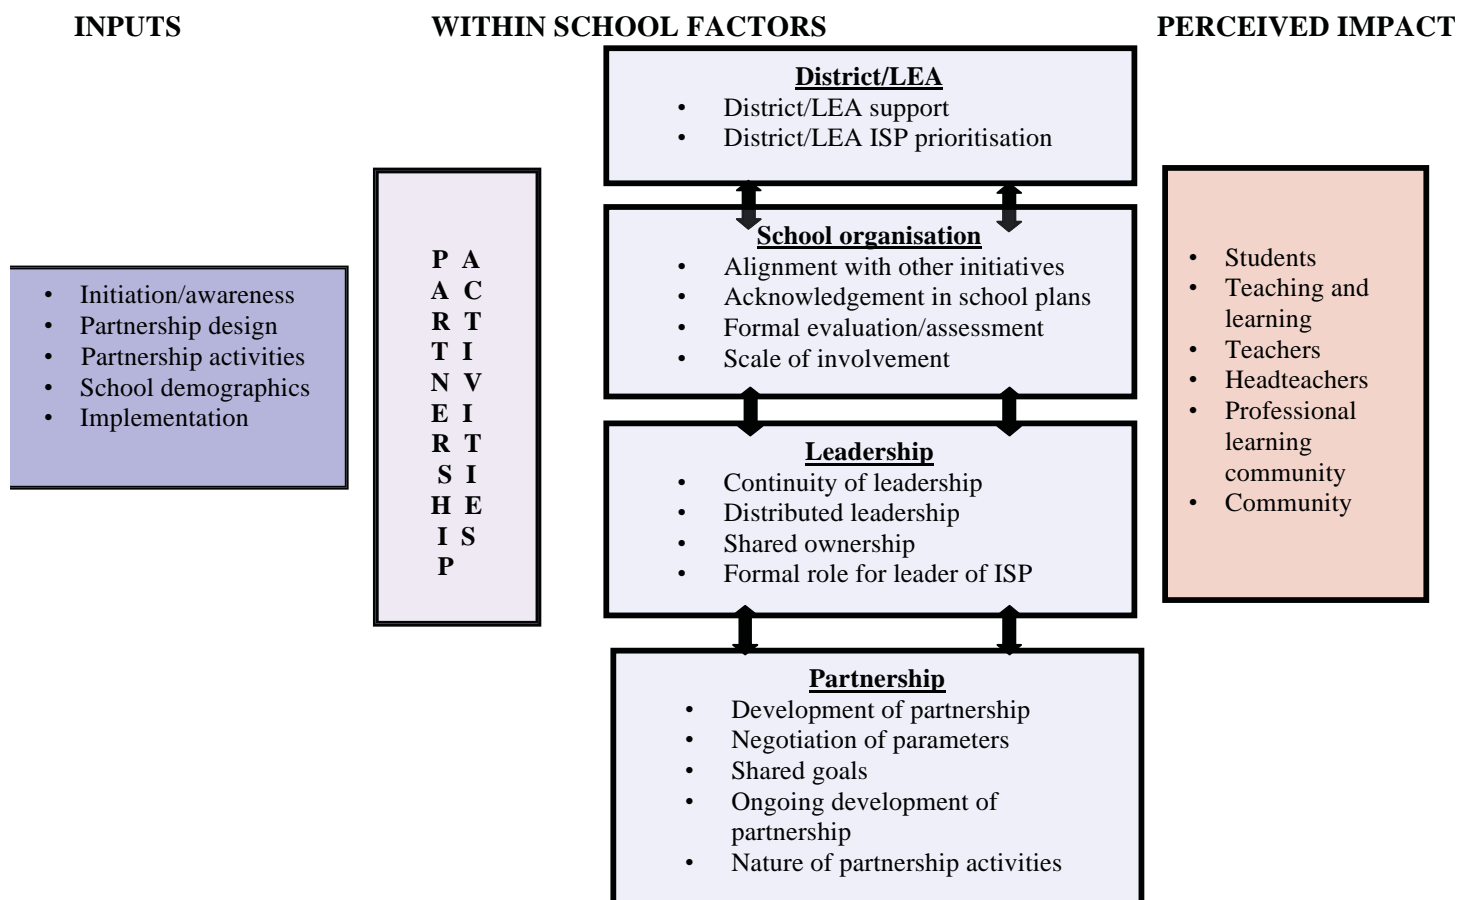 INPUTS
WITHIN SCHOOL FACTORS
PERCEIVED IMPACT
• Initiation/awareness
• Partnership design
• Partnership activities
• School demographics
• Implementation
PARTNERSHIP
ACTIVITIES
District/LEA
• District/LEA support
• District/LEA ISP prioritisation
School organisation
• Alignment with other initiatives
• Acknowledgement in school plans
• Formal evaluation/assessment
• Scale of involvement
Leadership
• Continuity of leadership
• Distributed leadership
• Shared ownership
• Formal role for leader of ISP
Partnership
• Development of partnership
• Negotiation of parameters
• Shared goals
• Ongoing development of
partnership
• Nature of partnership activities
• Students
• Teaching and
learning
• Teachers
• Headteachers
• Professional
learning
community
• Community